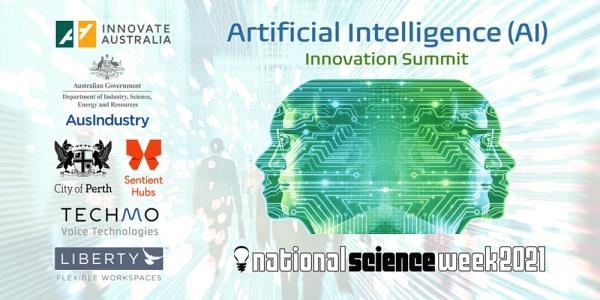 INNOVATE
AUSTRALIA
Australian Government
Department of Industry, Science,
Energy and Resources
AusIndustry
City of Perth
Sentient
Hubs
TECHMO
Voice Technologies
LIBERTY
FLEXIBLE WORKSPACES
Artificial Intelligence (AI)
Innovation Summit
nationalscienceweek2021